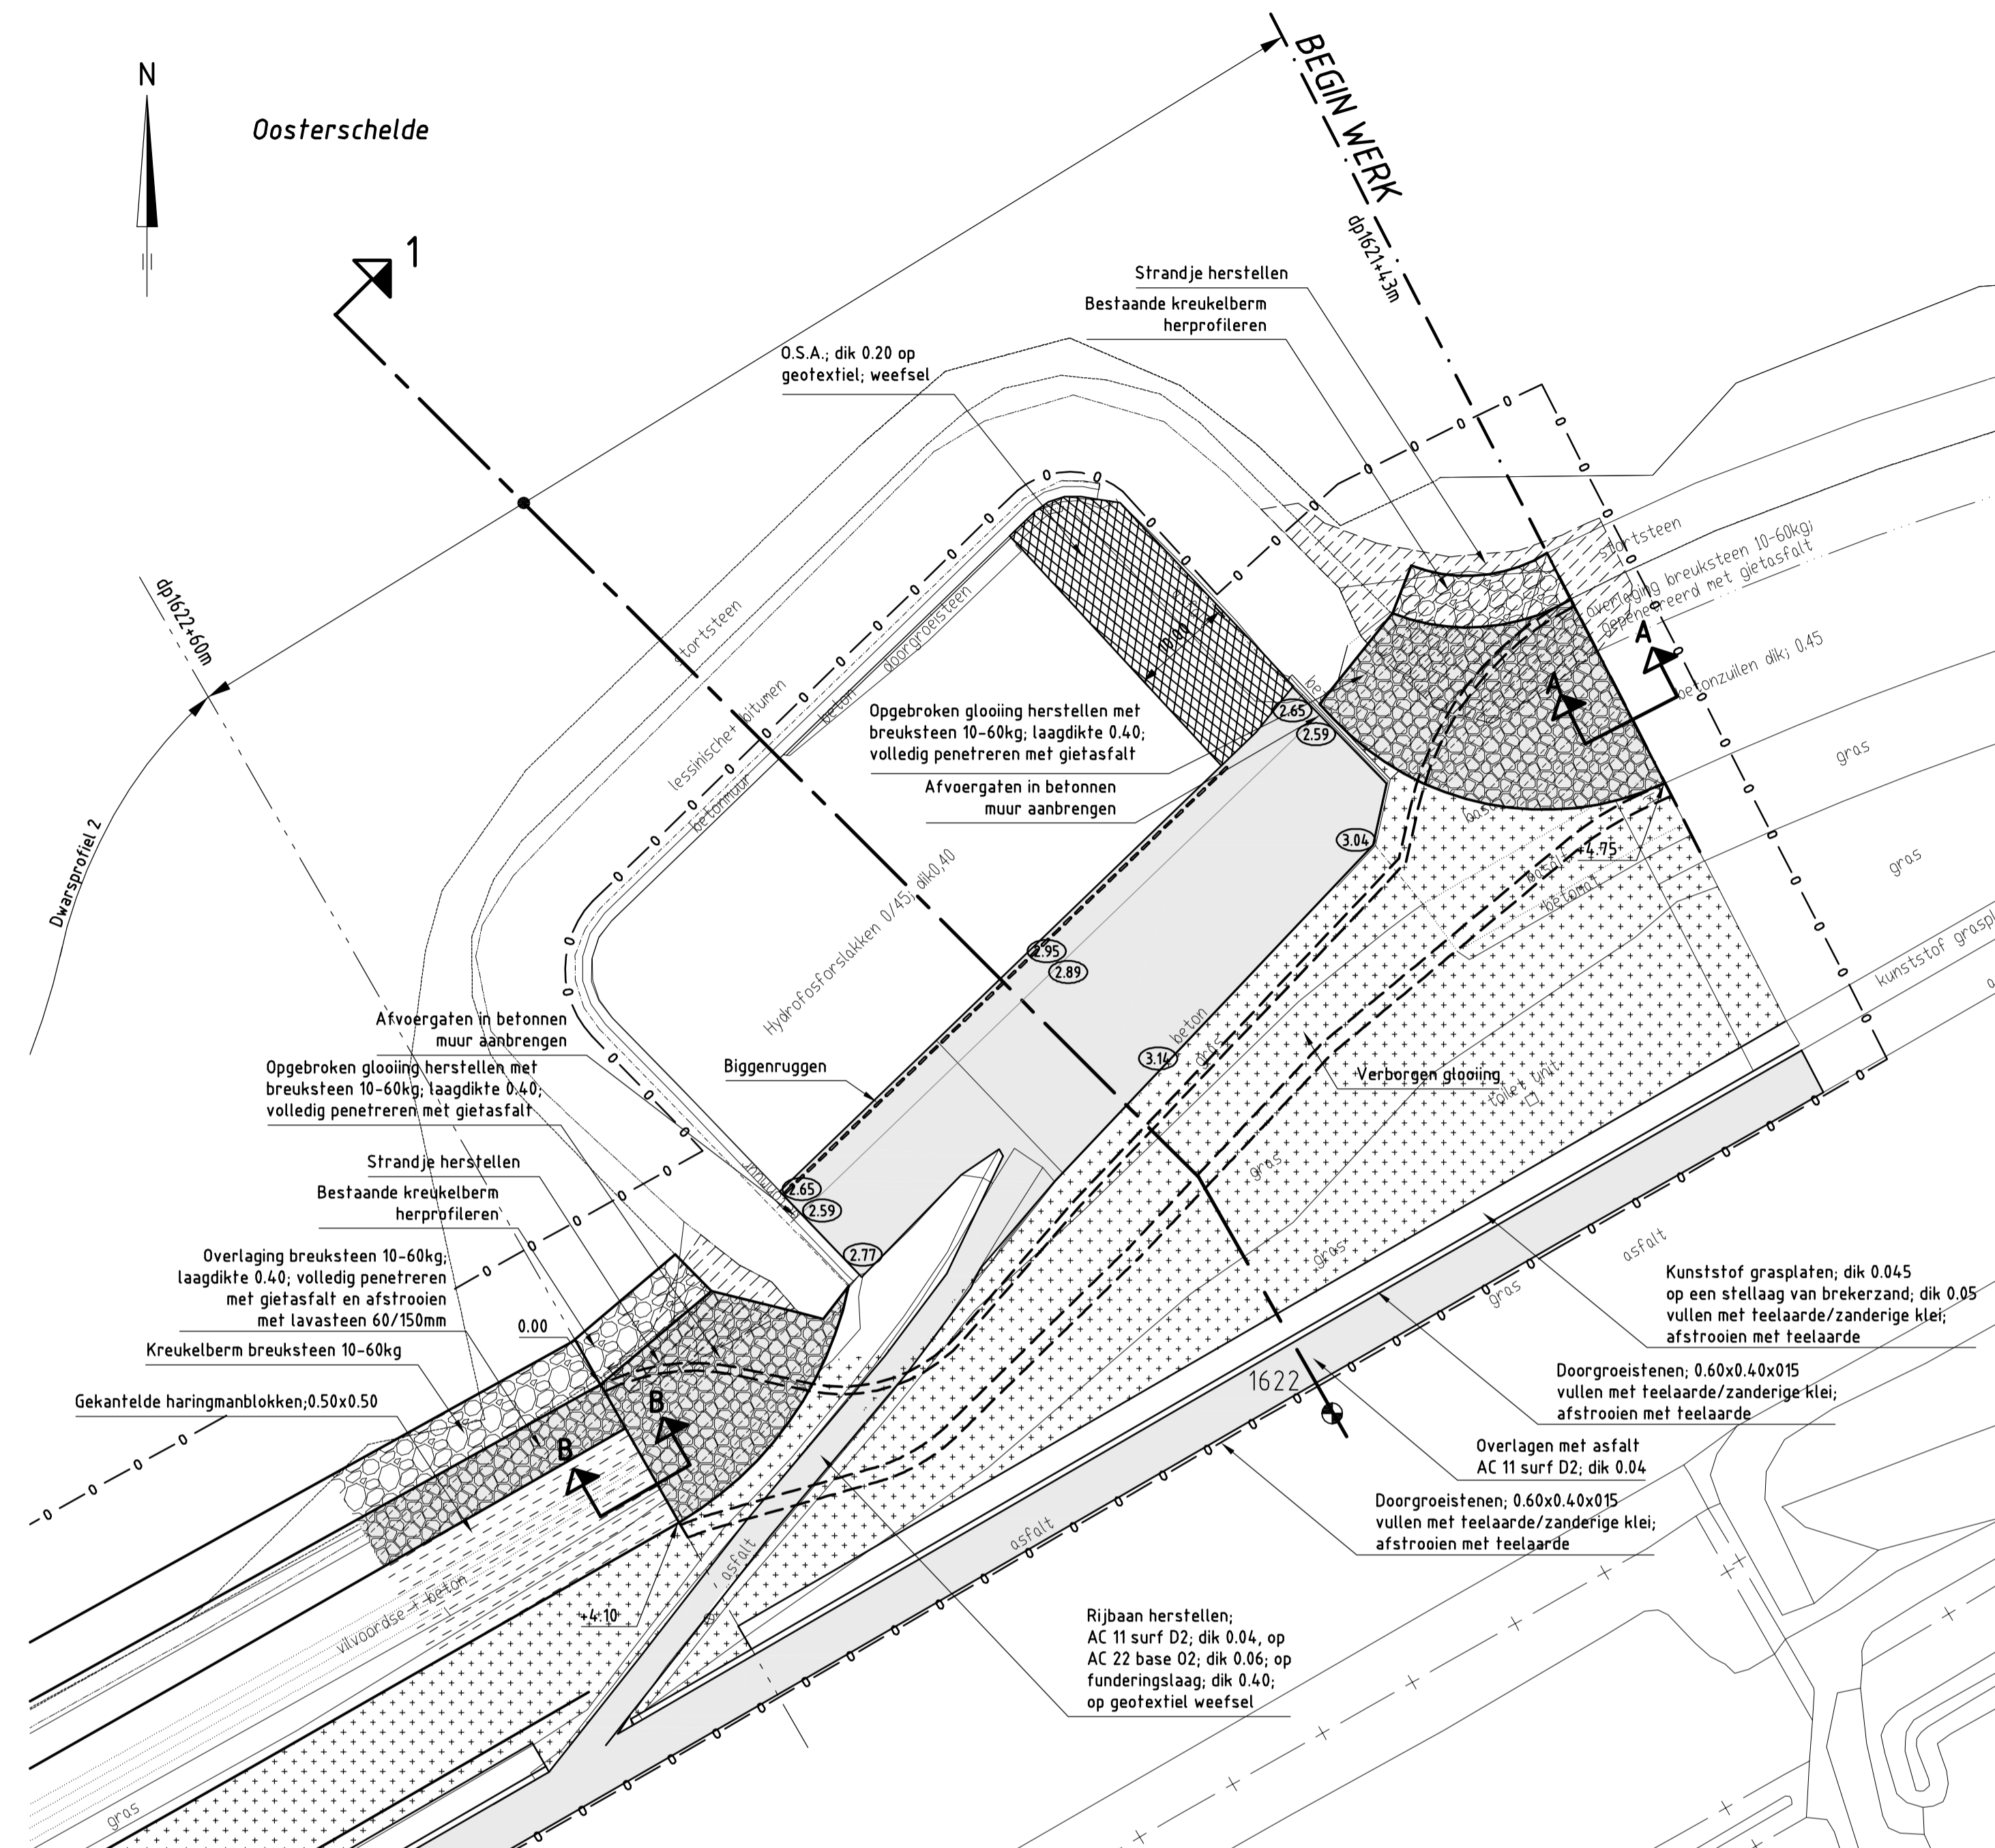 N
Oosterschelde
1
BEGIN WERK
dp1621+43m
Strandje herstellen
Bestaande kreukelberm
herprofileren
O.S.A.; dik 0.20 op
geotextiel; weefsel
dp1622+60m
Dwarsprofiel 2
stortsteen
lessinische+ bitumen
betonmuur
beton
doorgroeisteen
10.00
stortsteen
overlaging breuksteen 10-60kg;
gepenetreerd met gietasfalt
A
A
betonzuilen dik; 0.45
gras
gras
kunststof graspl
Opgebroken glooiing herstellen met
breuksteen 10-60kg; laagdikte 0.40;
volledig penetreren met gietasfalt
Afvoergaten in betonnen
muur aanbrengen
2.65
2.59
3.04
+4.75
basalt
betonmat
Hydrofosforslakken 0/45; dik0,40
2.95
2.89
3.14
beton
gras
Verborgen glooiing
toilet unit
Biggenruggen
Afvoergaten in betonnen
muur aanbrengen
Opgebroken glooiing herstellen met
breuksteen 10-60kg; laagdikte 0.40;
volledig penetreren met gietasfalt
Strandje herstellen
Bestaande kreukelberm
herprofileren
Overlaging breuksteen 10-60kg;
laagdikte 0.40; volledig penetreren
met gietasfalt en afstrooien
met lavasteen 60/150mm
0.00
Kreukelberm breuksteen 10-60kg
Gekantelde haringmanblokken;0.50x0.50
2.65
2.59
2.77
B
B
gras
gras
gras
asfalt
1622
Kunststof grasplaten; dik 0.045
op een stellaag van brekerzand; dik 0.05
vullen met teelaarde/zanderige klei;
afstrooien met teelaarde
Doorgroeistenen; 0.60x0.40x015
vullen met teelaarde/zanderige klei;
afstrooien met teelaarde
Overlagen met asfalt
AC 11 surf D2; dik 0.04
Doorgroeistenen; 0.60x0.40x015
vullen met teelaarde/zanderige klei;
afstrooien met teelaarde
asfalt
asfalt
vilvoordse + beton
+4.10
Rijbaan herstellen;
AC 11 surf D2; dik 0.04, op
AC 22 base O2; dik 0.06; op
funderingslaag; dik 0.40;
op geotextiel weefsel
gras